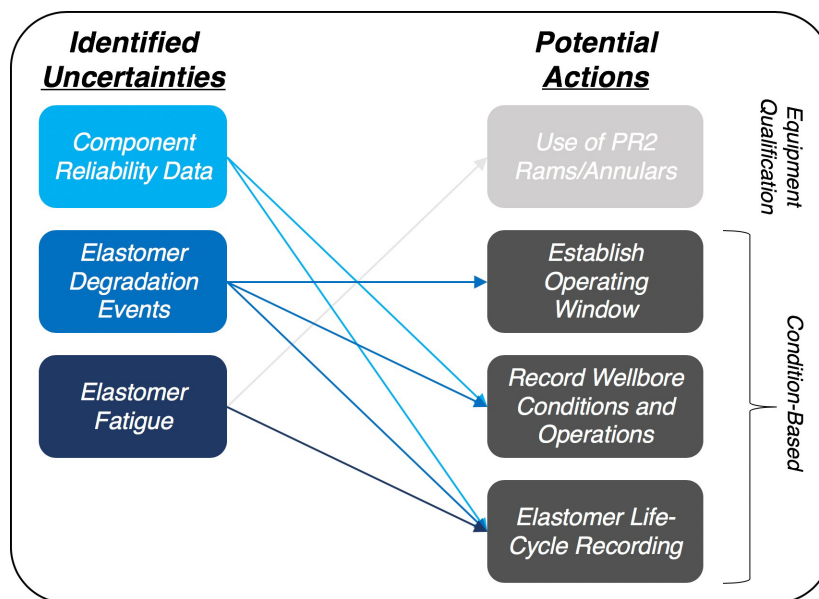 Identified
Uncertainties
Potential
Actions
Component
Reliability Data
Elastomer
Degradation
Events
Elastomer
Fatigue
Use of PR2
Rams/Annulars
Establish
Operating
Window
Record Wellbore
Conditions and
Operations
Elastomer Life-
Cycle Recording
Equipment
Qualification
Condition-Based